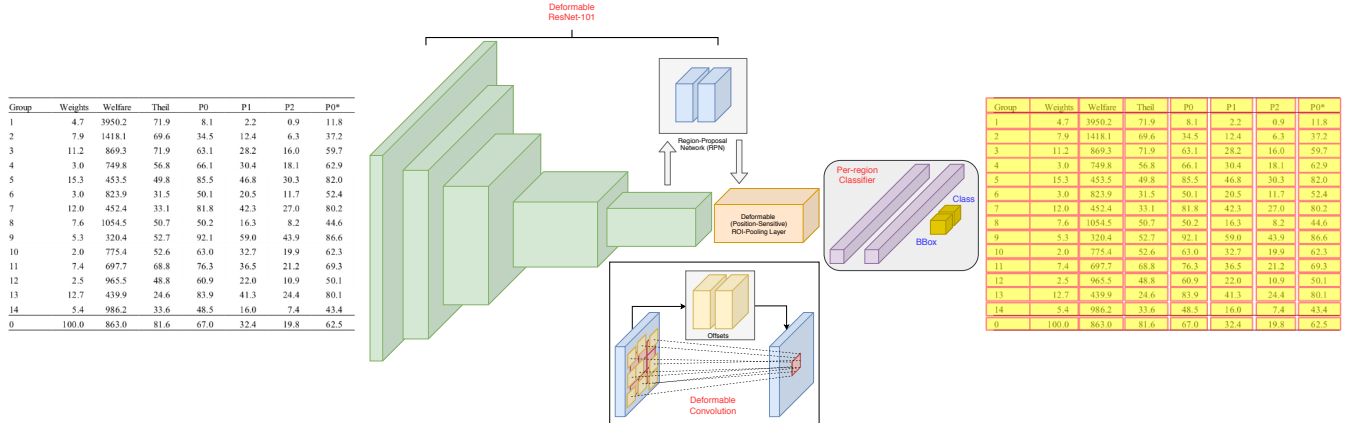 Group Weights Welfare Theil P0 P1 P2 P0*
1 4.7 3950.2 71.9 8.1 2.2 0.9 11.8
2 7.9 1418.1 69.6 34.5 12.4 6.3 37.2
3 11.2 869.3 71.9 63.1 28.2 16.0 59.7
4 3.0 749.8 56.8 66.1 30.4 18.1 62.9
5 15.3 453.5 49.8 85.5 46.8 30.3 82.0
6 3.0 823.9 31.5 50.1 20.5 11.7 52.4
7 12.0 452.4 33.1 81.8 42.3 27.0 80.2
8 7.6 1054.5 50.7 50.2 16.3 8.2 44.6
9 5.3 320.4 52.7 92.1 59.0 43.9 86.6
10 2.0 775.4 52.6 63.0 32.7 19.9 62.3
11 7.4 697.7 68.8 76.3 36.5 21.2 69.3
12 2.5 965.5 48.8 60.9 22.0 10.9 50.1
13 12.7 439.9 24.6 83.9 41.3 24.4 80.1
14 5.4 986.2 33.6 48.5 16.0 7.4 43.4
0 100.0 863.0 81.6 67.0 32.4 19.8 62.5
Deformable
ResNet-101
Region-Proposal
Network (RPN)
Deformable
(Position-Sensitive)
ROI-Pooling Layer
Offsets
Deformable
Convolution
Per-region
Classifier
Class
BBox
Group Weights Welfare Theil P0 P1 P2 P0*
1 4.7 3950.2 71.9 8.1 2.2 0.9 11.8
2 7.9 1418.1 69.6 34.5 12.4 6.3 37.2
3 11.2 869.3 71.9 63.1 28.2 16.0 59.7
4 3.0 749.8 56.8 66.1 30.4 18.1 62.9
5 15.3 453.5 49.8 85.5 46.8 30.3 82.0
6 3.0 823.9 31.5 50.1 20.5 11.7 52.4
7 12.0 452.4 33.1 81.8 42.3 27.0 80.2
8 7.6 1054.5 50.7 50.2 16.3 8.2 44.6
9 5.3 320.4 52.7 92.1 59.0 43.9 86.6
10 2.0 775.4 52.6 63.0 32.7 19.9 62.3
11 7.4 697.7 68.8 76.3 36.5 21.2 69.3
12 2.5 965.5 48.8 60.9 22.0 10.9 50.1
13 12.7 439.9 24.6 83.9 41.3 24.4 80.1
14 5.4 986.2 33.6 48.5 16.0 7.4 43.4
0 100.0 863.0 81.6 67.0 32.4 19.8 62.5